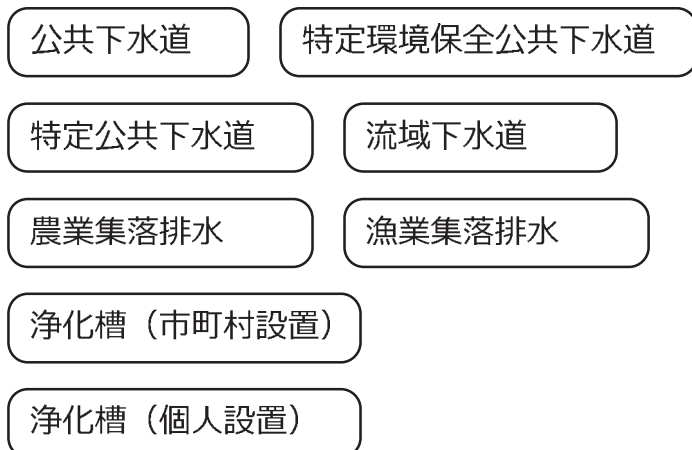 公共下水道
特定環境保全公共下水道
特定公共下水道
流域下水道
農業集落排水
漁業集落排水
浄化槽（市町村設置）
浄化槽（個人設置）